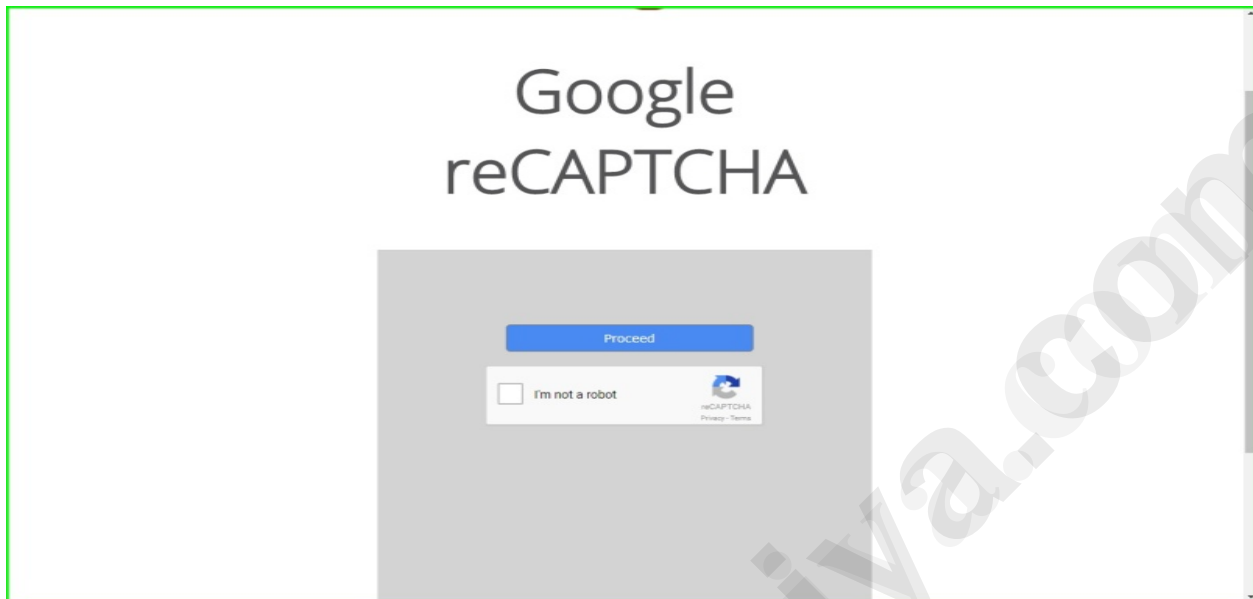 Google
reCAPTCHA
Proceed
I'm not a robot
reCAPTCHA
Privacy - Terms